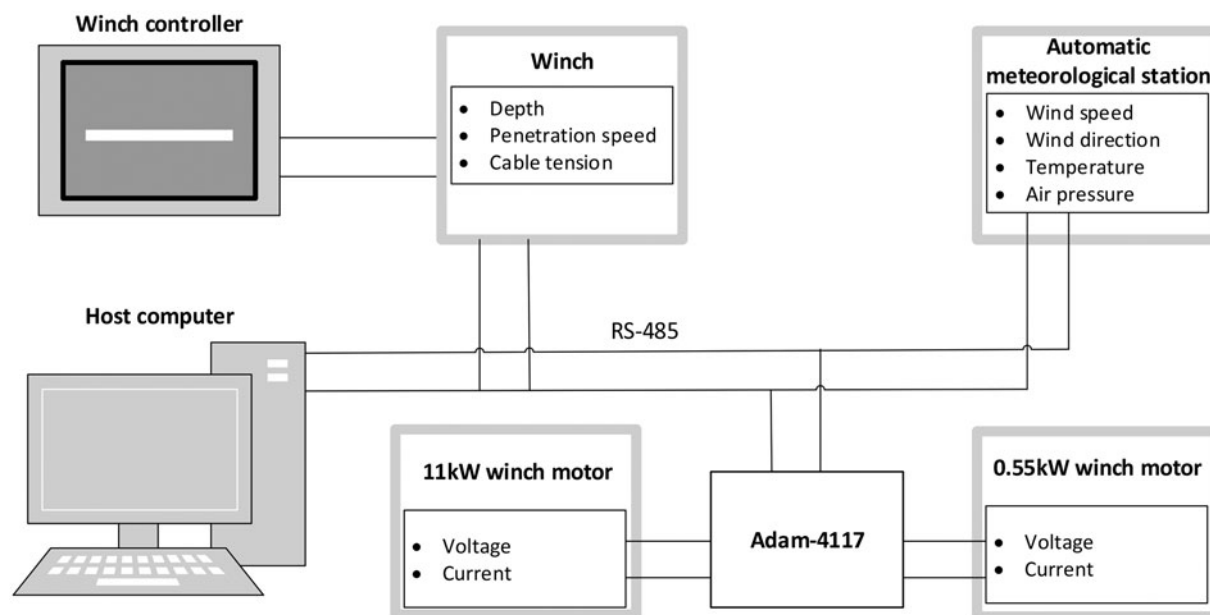 Winch controller
Winch
• Depth
• Penetration speed
• Cable tension
Automatic
meteorological station
• Wind speed
• Wind direction
• Temperature
• Air pressure
Host computer
RS-485
11kW winch motor
• Voltage
• Current
Adam-4117
0.55kW winch motor
• Voltage
• Current